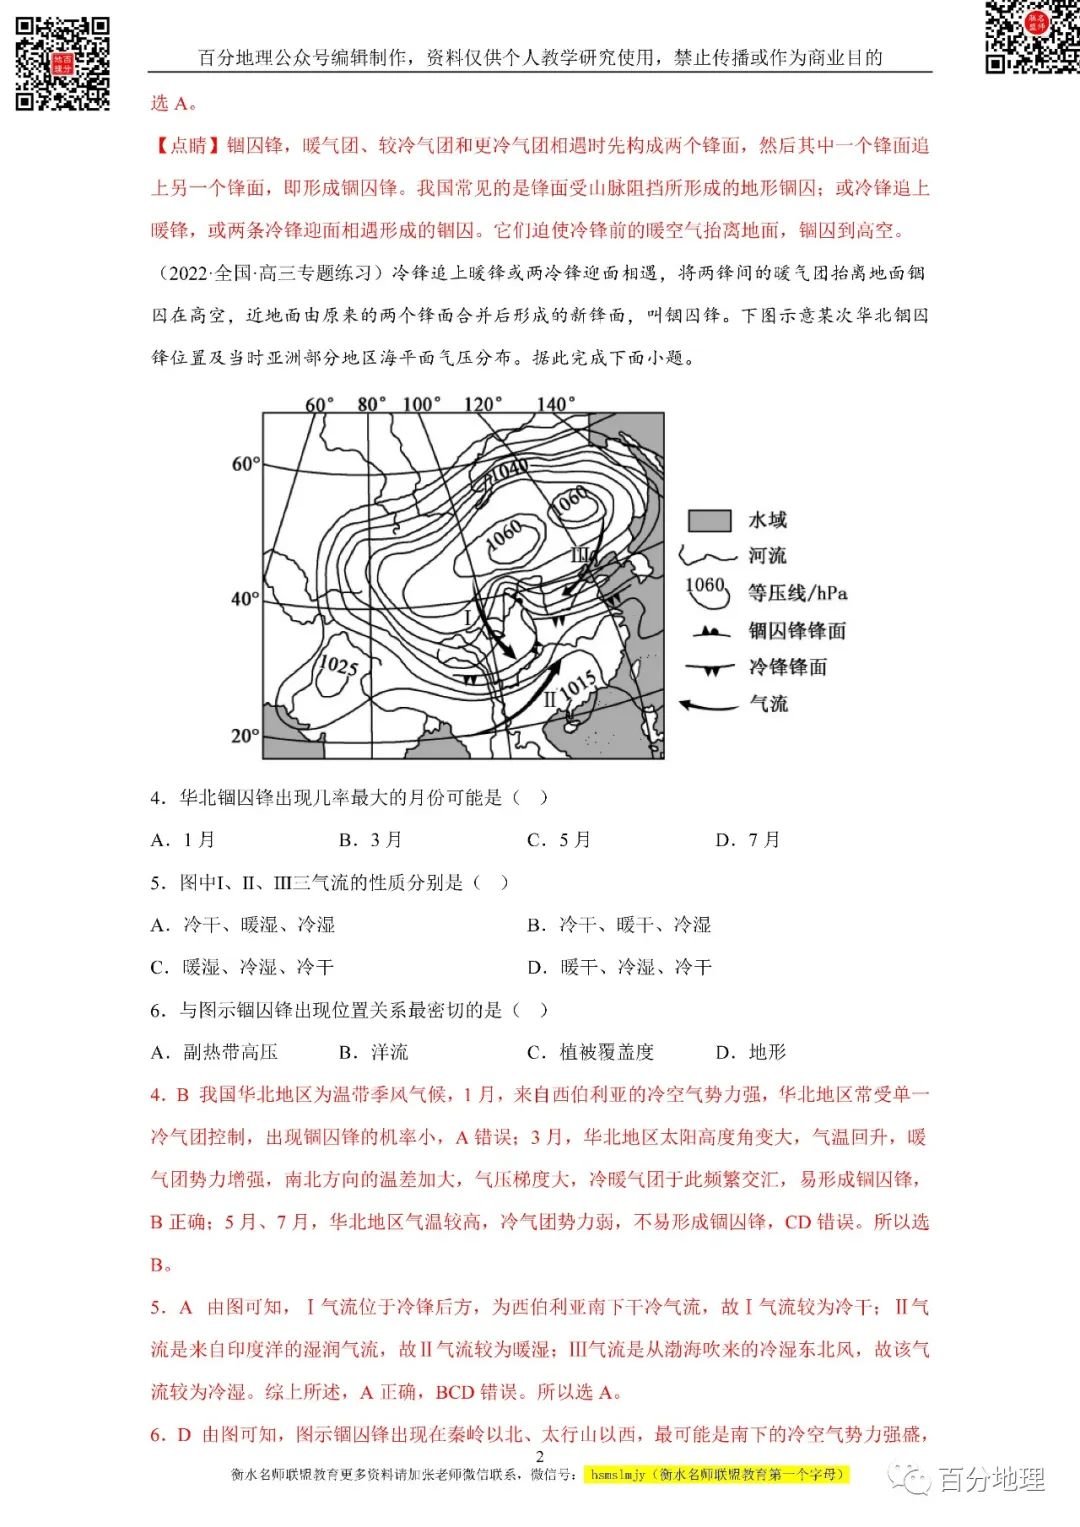 百分地理公众号编辑制作，资料仅供个人教学研究使用，禁止传播或作为商业目的
选 A。
【点睛】锢囚锋，暖气团、较冷气团和更冷气团相遇时先构成两个锋面，然后其中一个锋面追
上另一个锋面，即形成锢囚锋。我国常见的是锋面受山脉阻挡所形成的地形锢囚；或冷锋追上
暖锋，或两条冷锋迎面相遇形成的锢囚。它们迫使冷锋前的暖空气抬离地面，锢囚到高空。
（2022·全国·高三专题练习）冷锋追上暖锋或两冷锋迎面相遇，将两锋间的暖气团抬离地面锢
囚在高空，近地面由原来的两个锋面合并后形成的新锋面，叫锢囚锋。下图示意某次华北锢囚
锋位置及当时亚洲部分地区海平面气压分布。据此完成下面小题。
60° 80° 100° 120° 140°
60°
40°
20°
1040
1060
1060
1025
1015
Ⅰ
Ⅱ
Ⅲ
水域
河流
1060 等压线/hPa
锢囚锋锋面
冷锋锋面
气流
4．华北锢囚锋出现几率最大的月份可能是（ ）
A．1 月 B．3 月 C．5 月 D．7 月
5．图中Ⅰ、Ⅱ、Ⅲ三气流的性质分别是（ ）
A．冷干、暖湿、冷湿 B．冷干、暖干、冷湿
C．暖湿、冷湿、冷干 D．暖干、冷湿、冷干
6．与图示锢囚锋出现位置关系最密切的是（ ）
A．副热带高压 B．洋流 C．植被覆盖度 D．地形
4．B 我国华北地区为温带季风气候，1 月，来自西伯利亚的冷空气势力强，华北地区常受单一
冷气团控制，出现锢囚锋的机率小，A 错误；3 月，华北地区太阳高度角变大，气温回升，暖
气团势力增强，南北方向的温差加大，气压梯度大，冷暖气团于此频繁交汇，易形成锢囚锋，
B 正确；5 月、7 月，华北地区气温较高，冷气团势力弱，不易形成锢囚锋，CD 错误。所以选
B。
5．A 由图可知，Ⅰ气流位于冷锋后方，为西伯利亚南下干冷气流，故Ⅰ气流较为冷干；Ⅱ气
流是来自印度洋的湿润气流，故Ⅱ气流较为暖湿；Ⅲ气流是从渤海吹来的冷湿东北风，故该气
流较为冷湿。综上所述，A 正确，BCD 错误。所以选 A。
6．D 由图可知，图示锢囚锋出现在秦岭以北、太行山以西，最可能是南下的冷空气势力强盛，
2
衡水名师联盟教育更多资料请加张老师微信联系，微信号： hsmslmjy（衡水名师联盟教育第一个字母）
百分地理